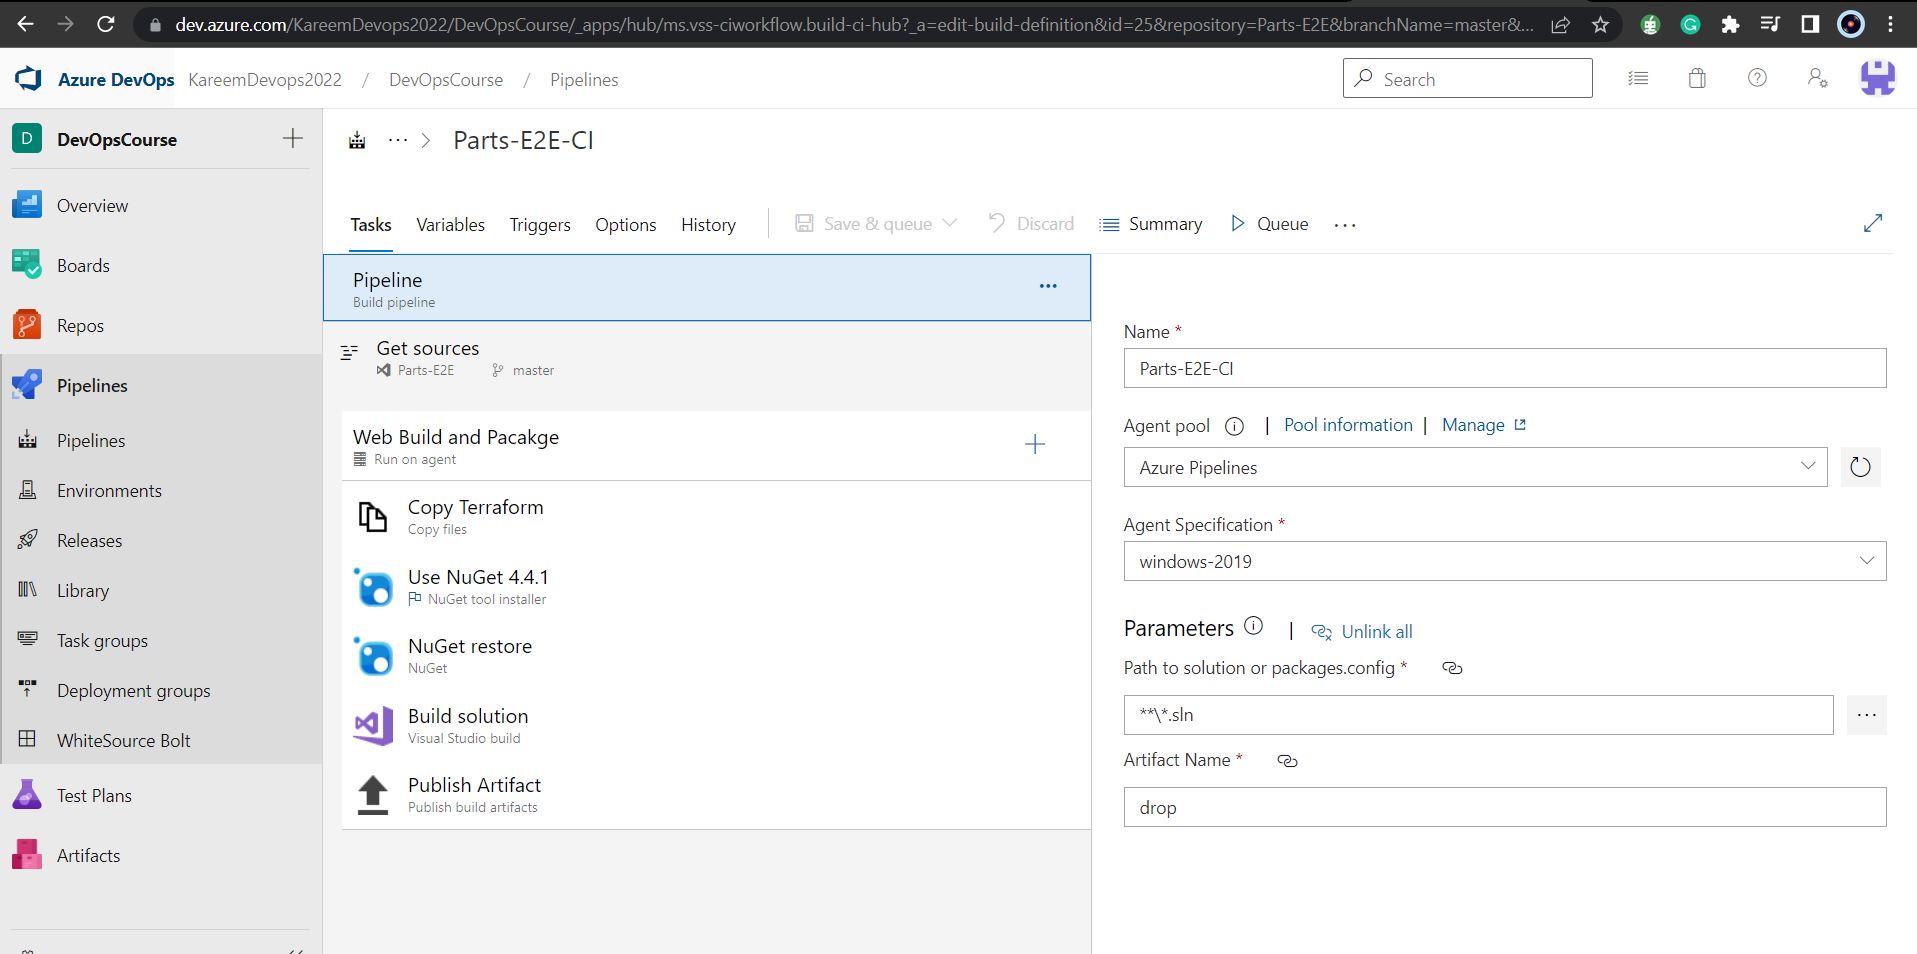 dev.azure.com/KareemDevops2022/DevOpsCourse/_apps/hub/ms.vss-ciworkflow.build-ci-hub?_a=edit-build-definition&id=25&repository=Parts-E2E&branchName=master&...
Azure DevOps KareemDevops2022 / DevOpsCourse / Pipelines
Search
D DevOpsCourse
Overview
Boards
Repos
Pipelines
Pipelines
Environments
Releases
Library
Task groups
Deployment groups
WhiteSource Bolt
Test Plans
Artifacts
··· > Parts-E2E-CI
Tasks Variables Triggers Options History Save & queue Discard Summary Queue ...
Pipeline
Build pipeline
Get sources
Parts-E2E master
Web Build and Pacakge
Run on agent
Copy Terraform
Copy files
Use NuGet 4.4.1
NuGet tool installer
NuGet restore
NuGet
Build solution
Visual Studio build
Publish Artifact
Publish build artifacts
Name *
Parts-E2E-CI
Agent pool | Pool information | Manage
Azure Pipelines
Agent Specification *
windows-2019
Parameters | Unlink all
Path to solution or packages.config *
**\*.sln
Artifact Name *
drop